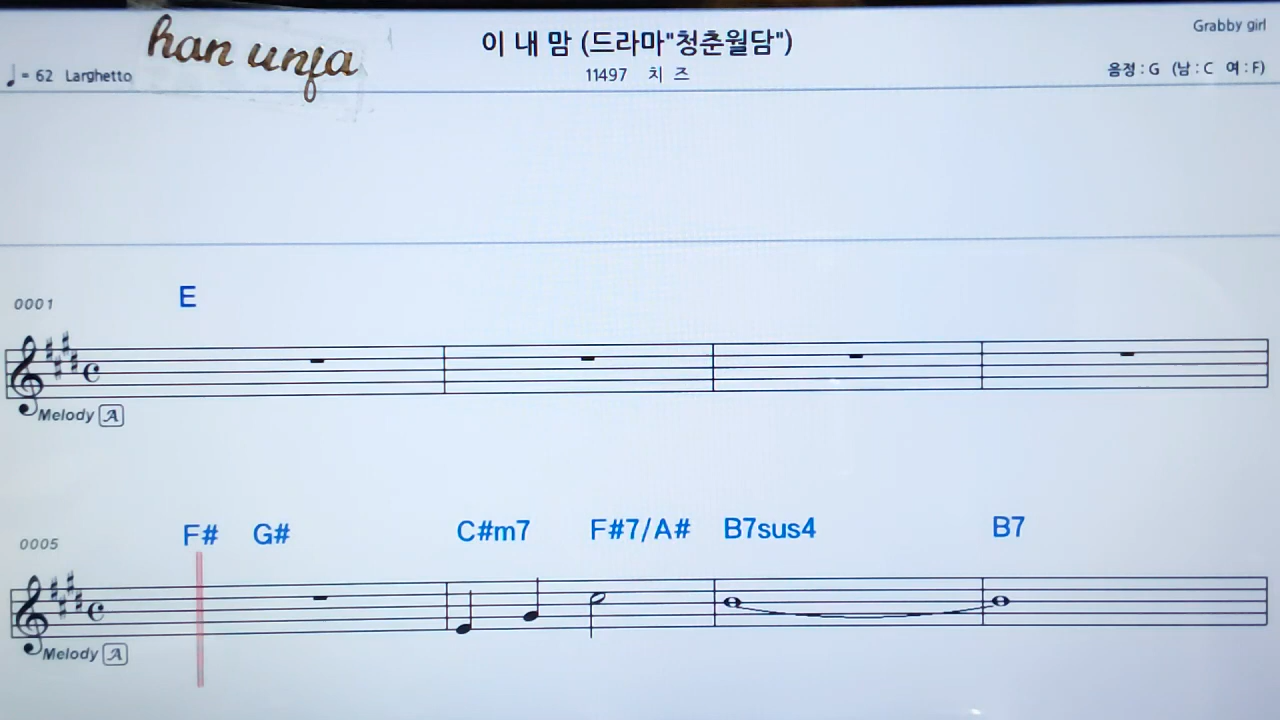 han unja
이 내 맘 (드라마"청춘월담")
Grabby girl
♩ = 62 Larghetto
11497 치 즈
음정 : G (남 : C 여 : F)
0001
E
Melody A
0005
F# G# C#m7 F#7/A# B7sus4 B7
Melody A